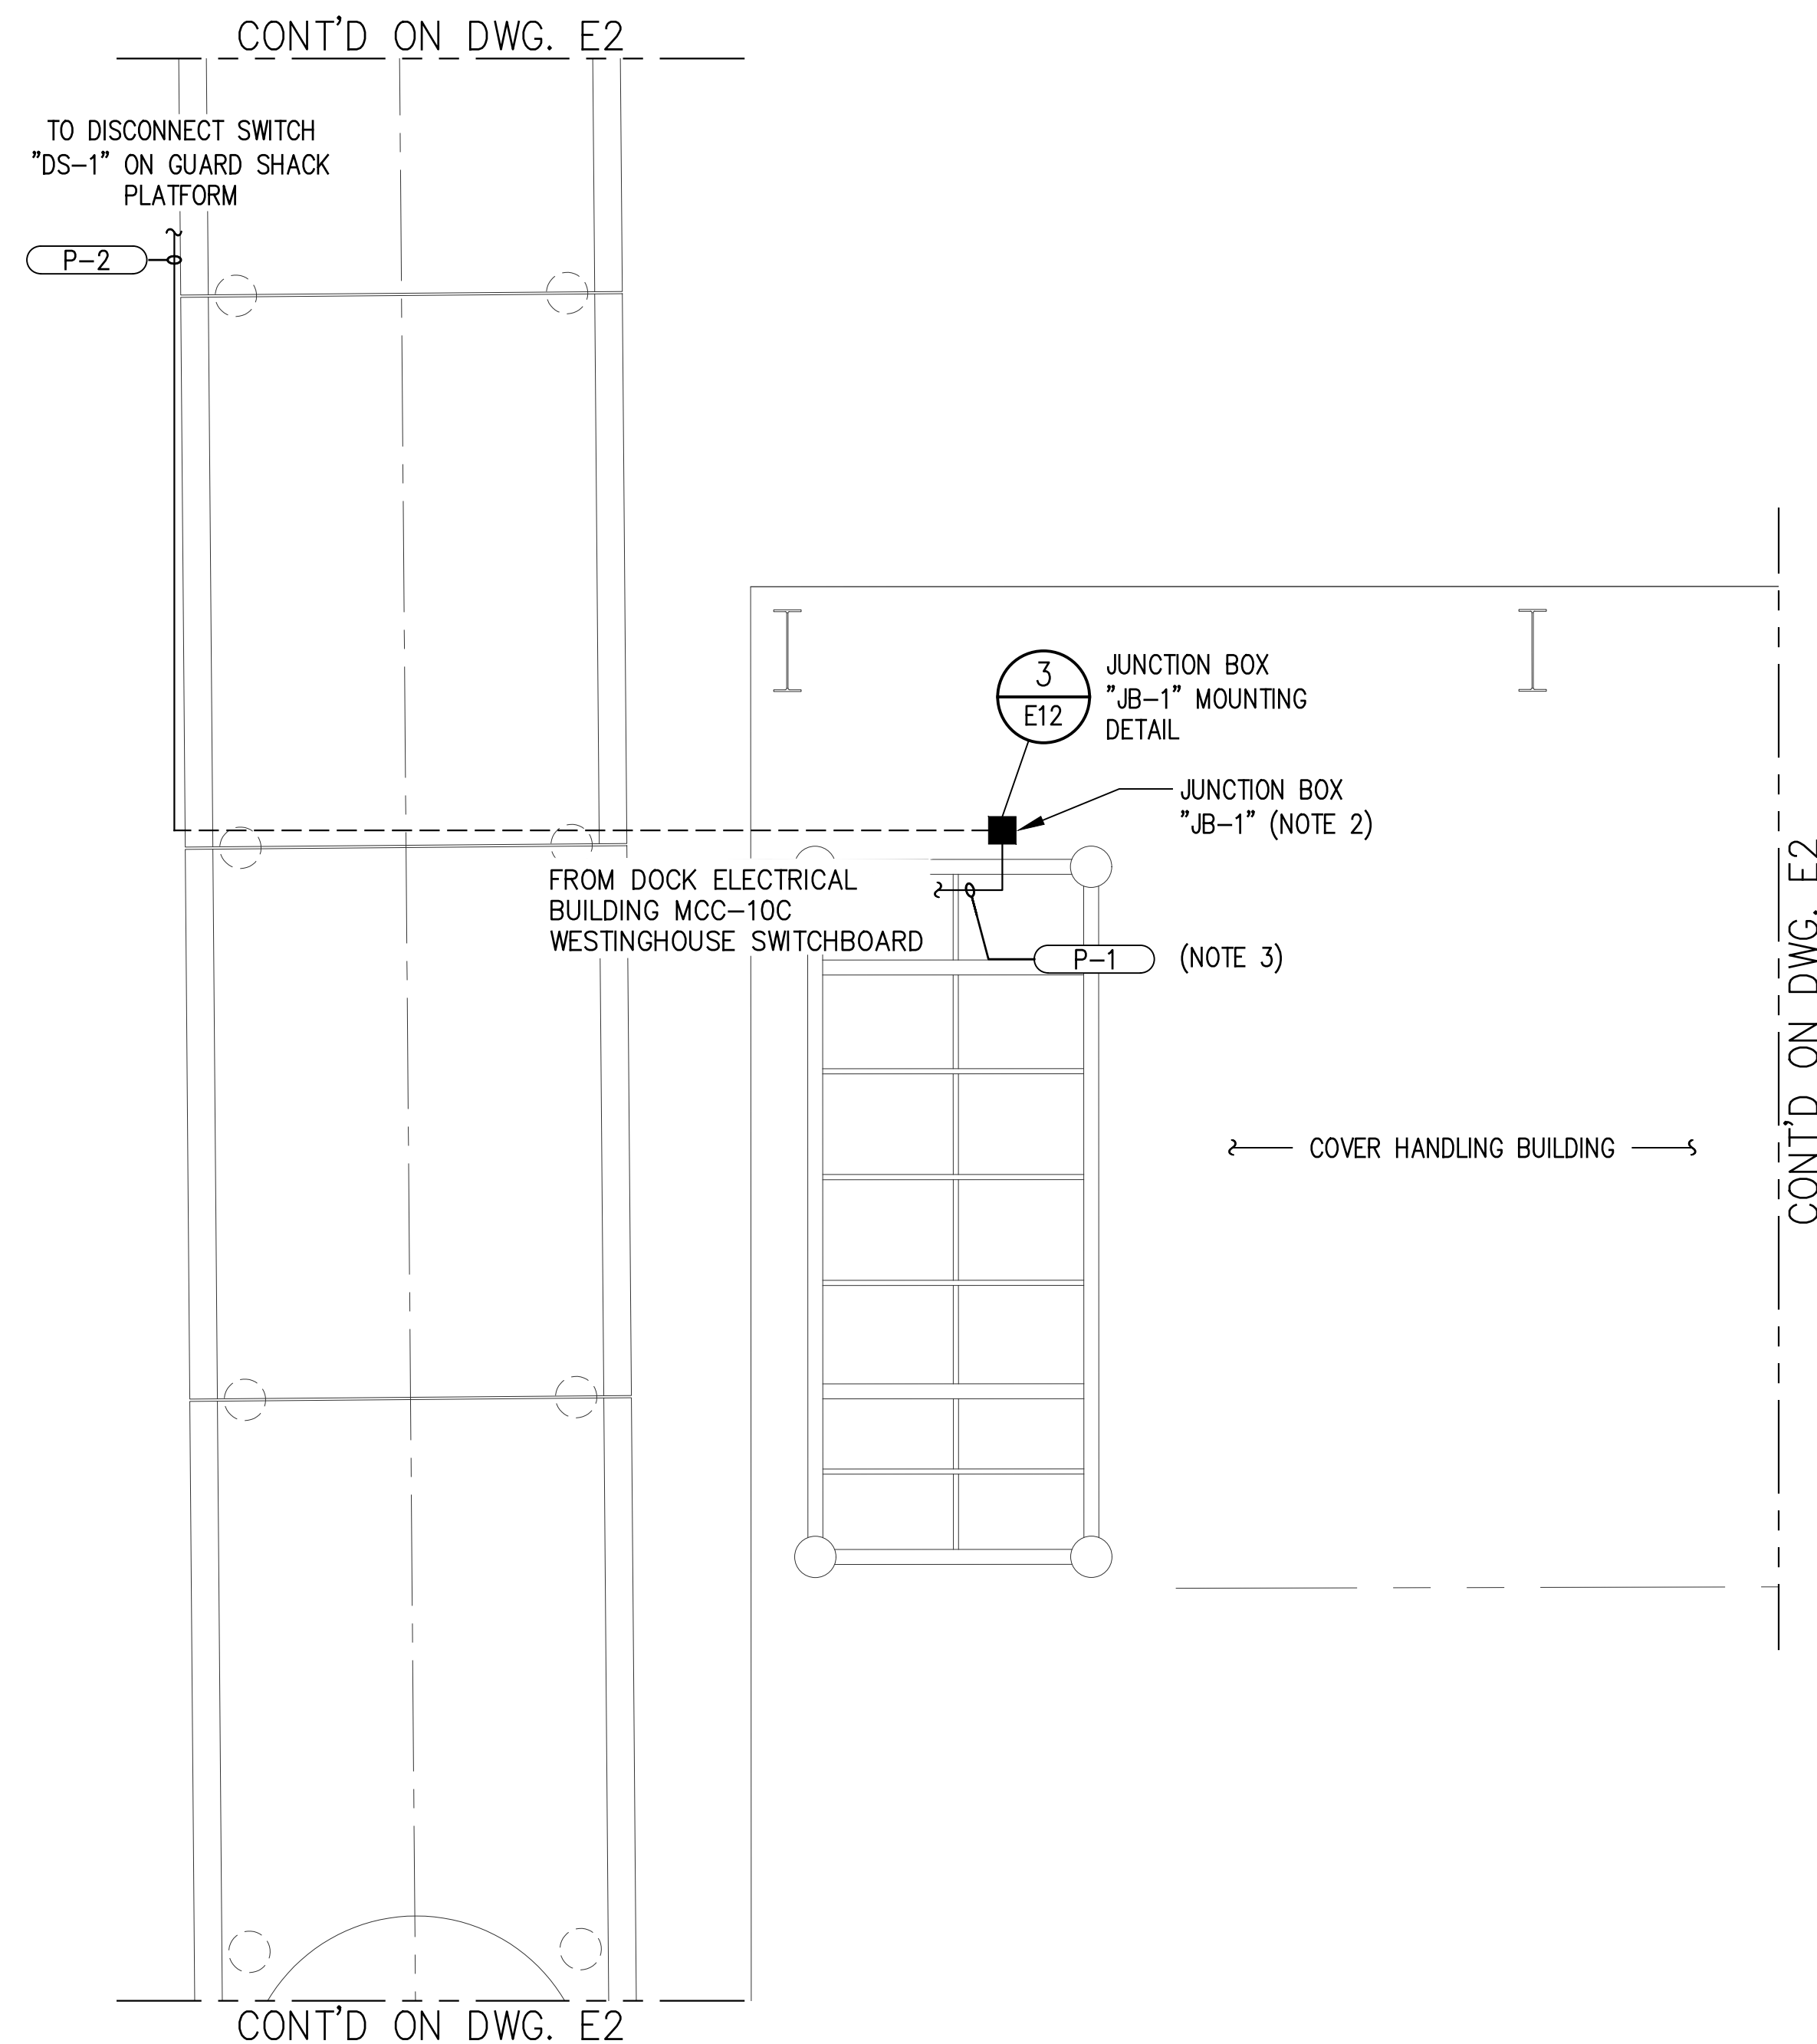 CONT'D ON DWG. E2
TO DISCONNECT SWITCH
"DS-1" ON GUARD SHACK
PLATFORM
P-2
3
E12
JUNCTION BOX
"JB-1" MOUNTING
DETAIL
JUNCTION BOX
"JB-1" (NOTE 2)
FROM DOCK ELECTRICAL
BUILDING MCC-10C
WESTINGHOUSE SWITCHBOARD
P-1
(NOTE 3)
COVER HANDLING BUILDING
CONT'D ON DWG. E2
CONT'D ON DWG. E2